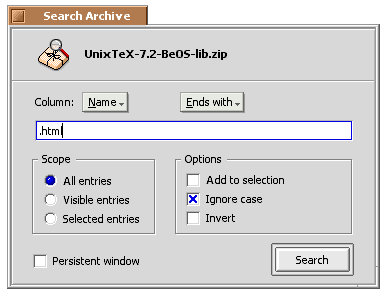 Search Archive
UnixTeX-7.2-BeOS-lib.zip
Column: Name Ends with
.html
Scope
All entries
Visible entries
Selected entries
Options
Add to selection
Ignore case
Invert
Persistent window
Search